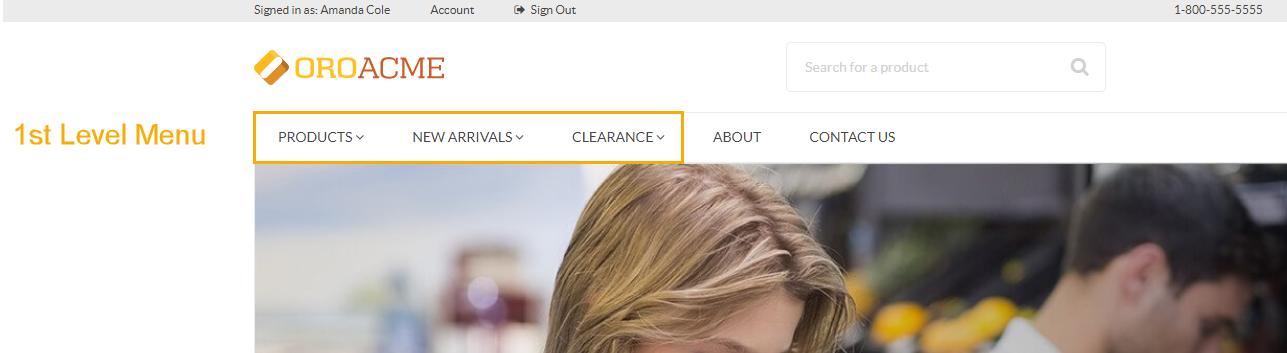 Signed in as: Amanda Cole Account Sign Out 1-800-555-5555
OROACME
Search for a product
1st Level Menu
PRODUCTS NEW ARRIVALS CLEARANCE ABOUT CONTACT US